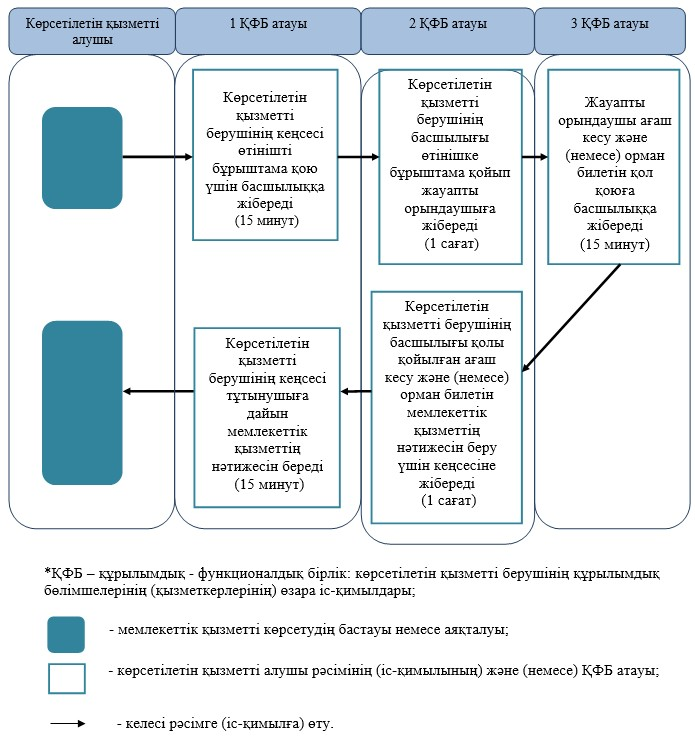 Көрсетілетін қызметті
алушы
1 ҚФБ атауы
2 ҚФБ атауы
3 ҚФБ атауы
Көрсетілетін
қызметті
берушінің кеңсесі
өтінішті
бұрыштама қою
үшін басшылыққа
жібереді
(15 минут)
Көрсетілетін
қызметті
берушінің
басшылығы
өтінішке
бұрыштама қойып
жауапты
орындаушыға
жібереді
(1 сағат)
Жауапты
орындаушы ағаш
кесу және
(немесе) орман
билетін қол
қоюға
басшылыққа
жібереді
(15 минут)
Көрсетілетін
қызметті
берушінің кеңсесі
тұтынушыға
дайын
мемлекеттік
қызметтің
нәтижесін береді
(15 минут)
Көрсетілетін
қызметті берушінің
басшылығы қолы
қойылған ағаш
кесу және (немесе)
орман билетін
мемлекеттік
қызметтің
нәтижесін беру
үшін кеңсесіне
жібереді
(1 сағат)
*ҚФБ – құрылымдық - функционалдық бірлік: көрсетілетін қызметті берушінің құрылымдық
бөлімшелерінің (қызметкерлерінің) өзара іс-қимылдары;
- мемлекеттік қызметті көрсетудің бастауы немесе аяқталуы;
- көрсетілетін қызметті алушы рәсімінің (іс-қимылының) және (немесе) ҚФБ атауы;
- келесі рәсімге (іс-қимылға) өту.